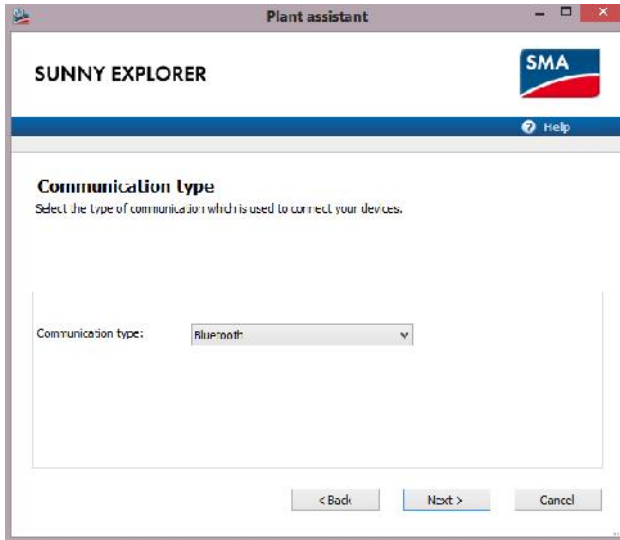 Plant assistant
SUNNY EXPLORER
SMA
? Help
Communication type
Select the type of communication which is used to connect your devices.
Communication type:
Bluetooth
< Back
Next >
Cancel